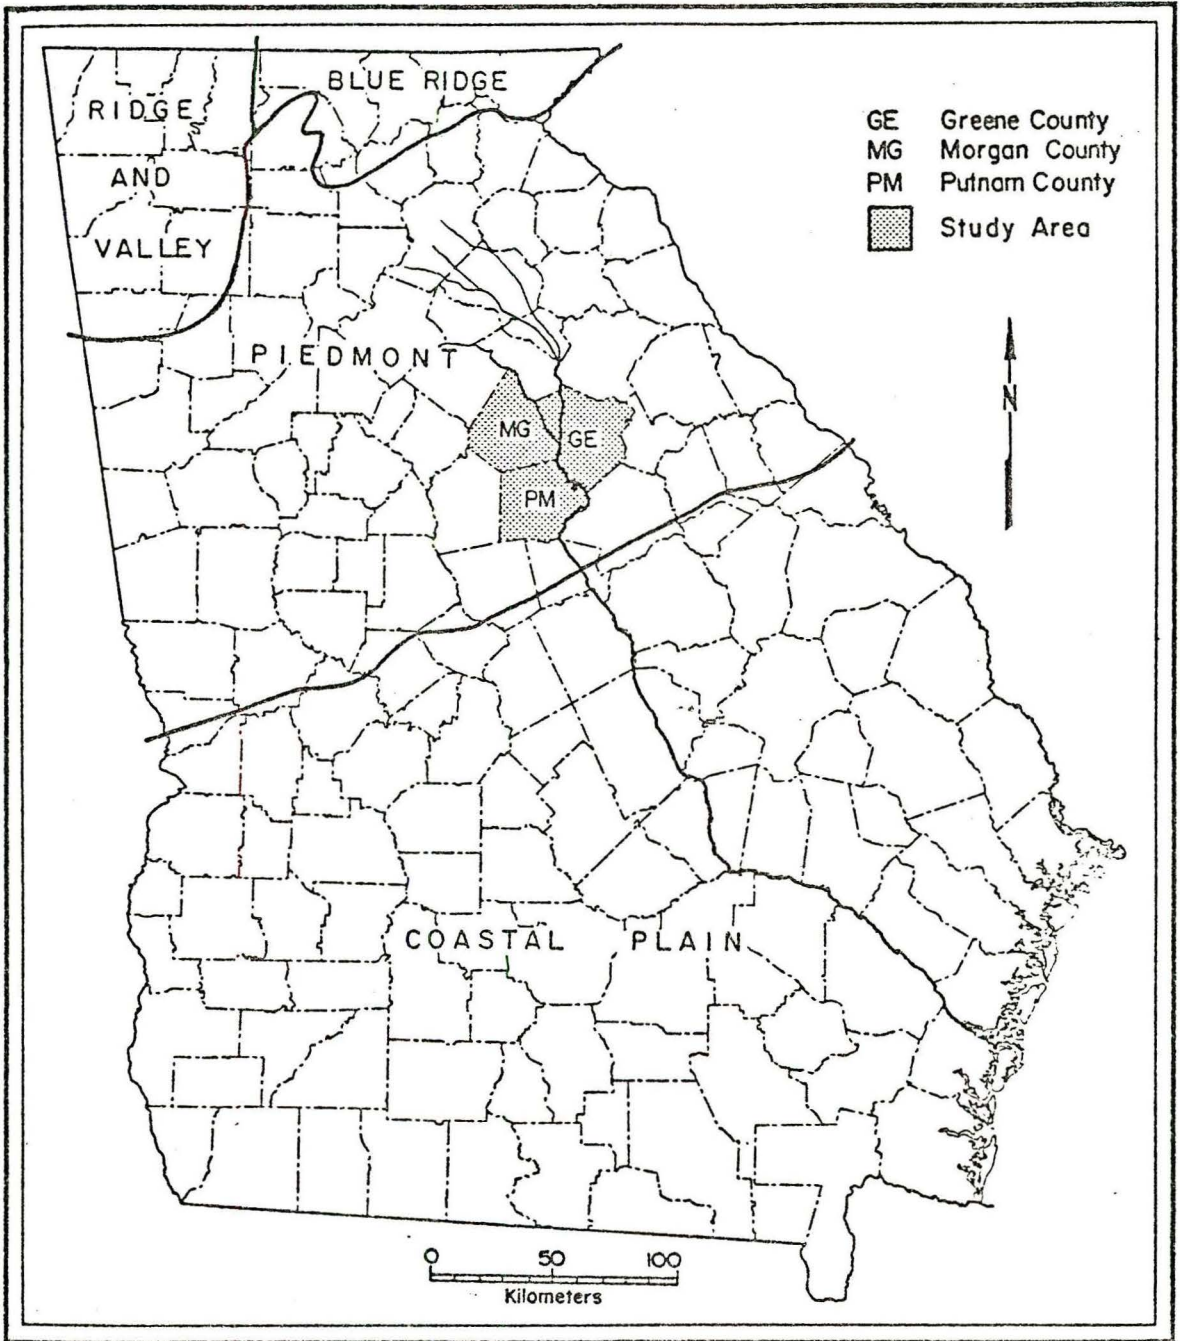 BLUE RIDGE
RIDGE
AND
VALLEY
GE Greene County
MG Morgan County
PM Putnam County
Study Area
N
PIEDMONT
MG
GE
PM
COASTAL PLAIN
0 50 100
Kilometers